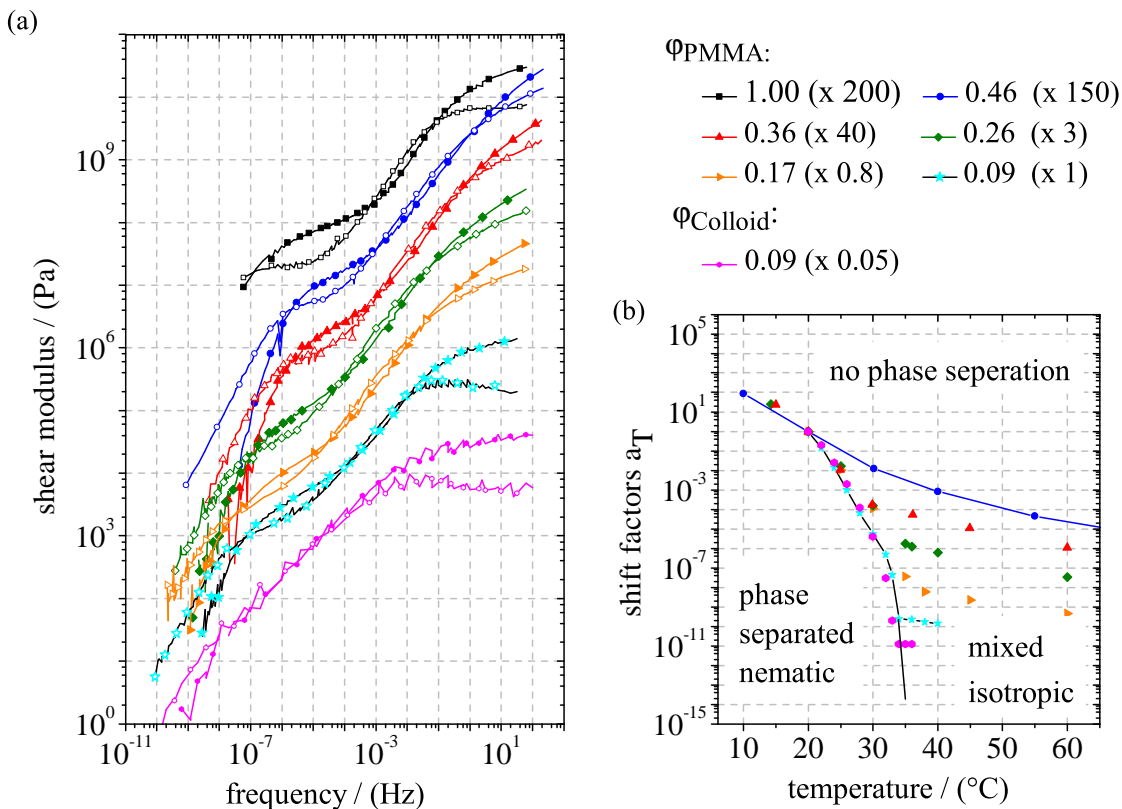 (a)
10^9
10^6
10^3
10^0
shear modulus / (Pa)
10^-11
10^-7
10^-3
10^1
frequency / (Hz)
φPMMA:
1.00 (x 200)
0.46 (x 150)
0.36 (x 40)
0.26 (x 3)
0.17 (x 0.8)
0.09 (x 1)
φColloid:
0.09 (x 0.05)
(b)
10^5
10^1
10^-3
10^-7
10^-11
10^-15
shift factors aT
no phase seperation
phase
separated
nematic
mixed
isotropic
10 20 30 40 50 60
temperature / (°C)